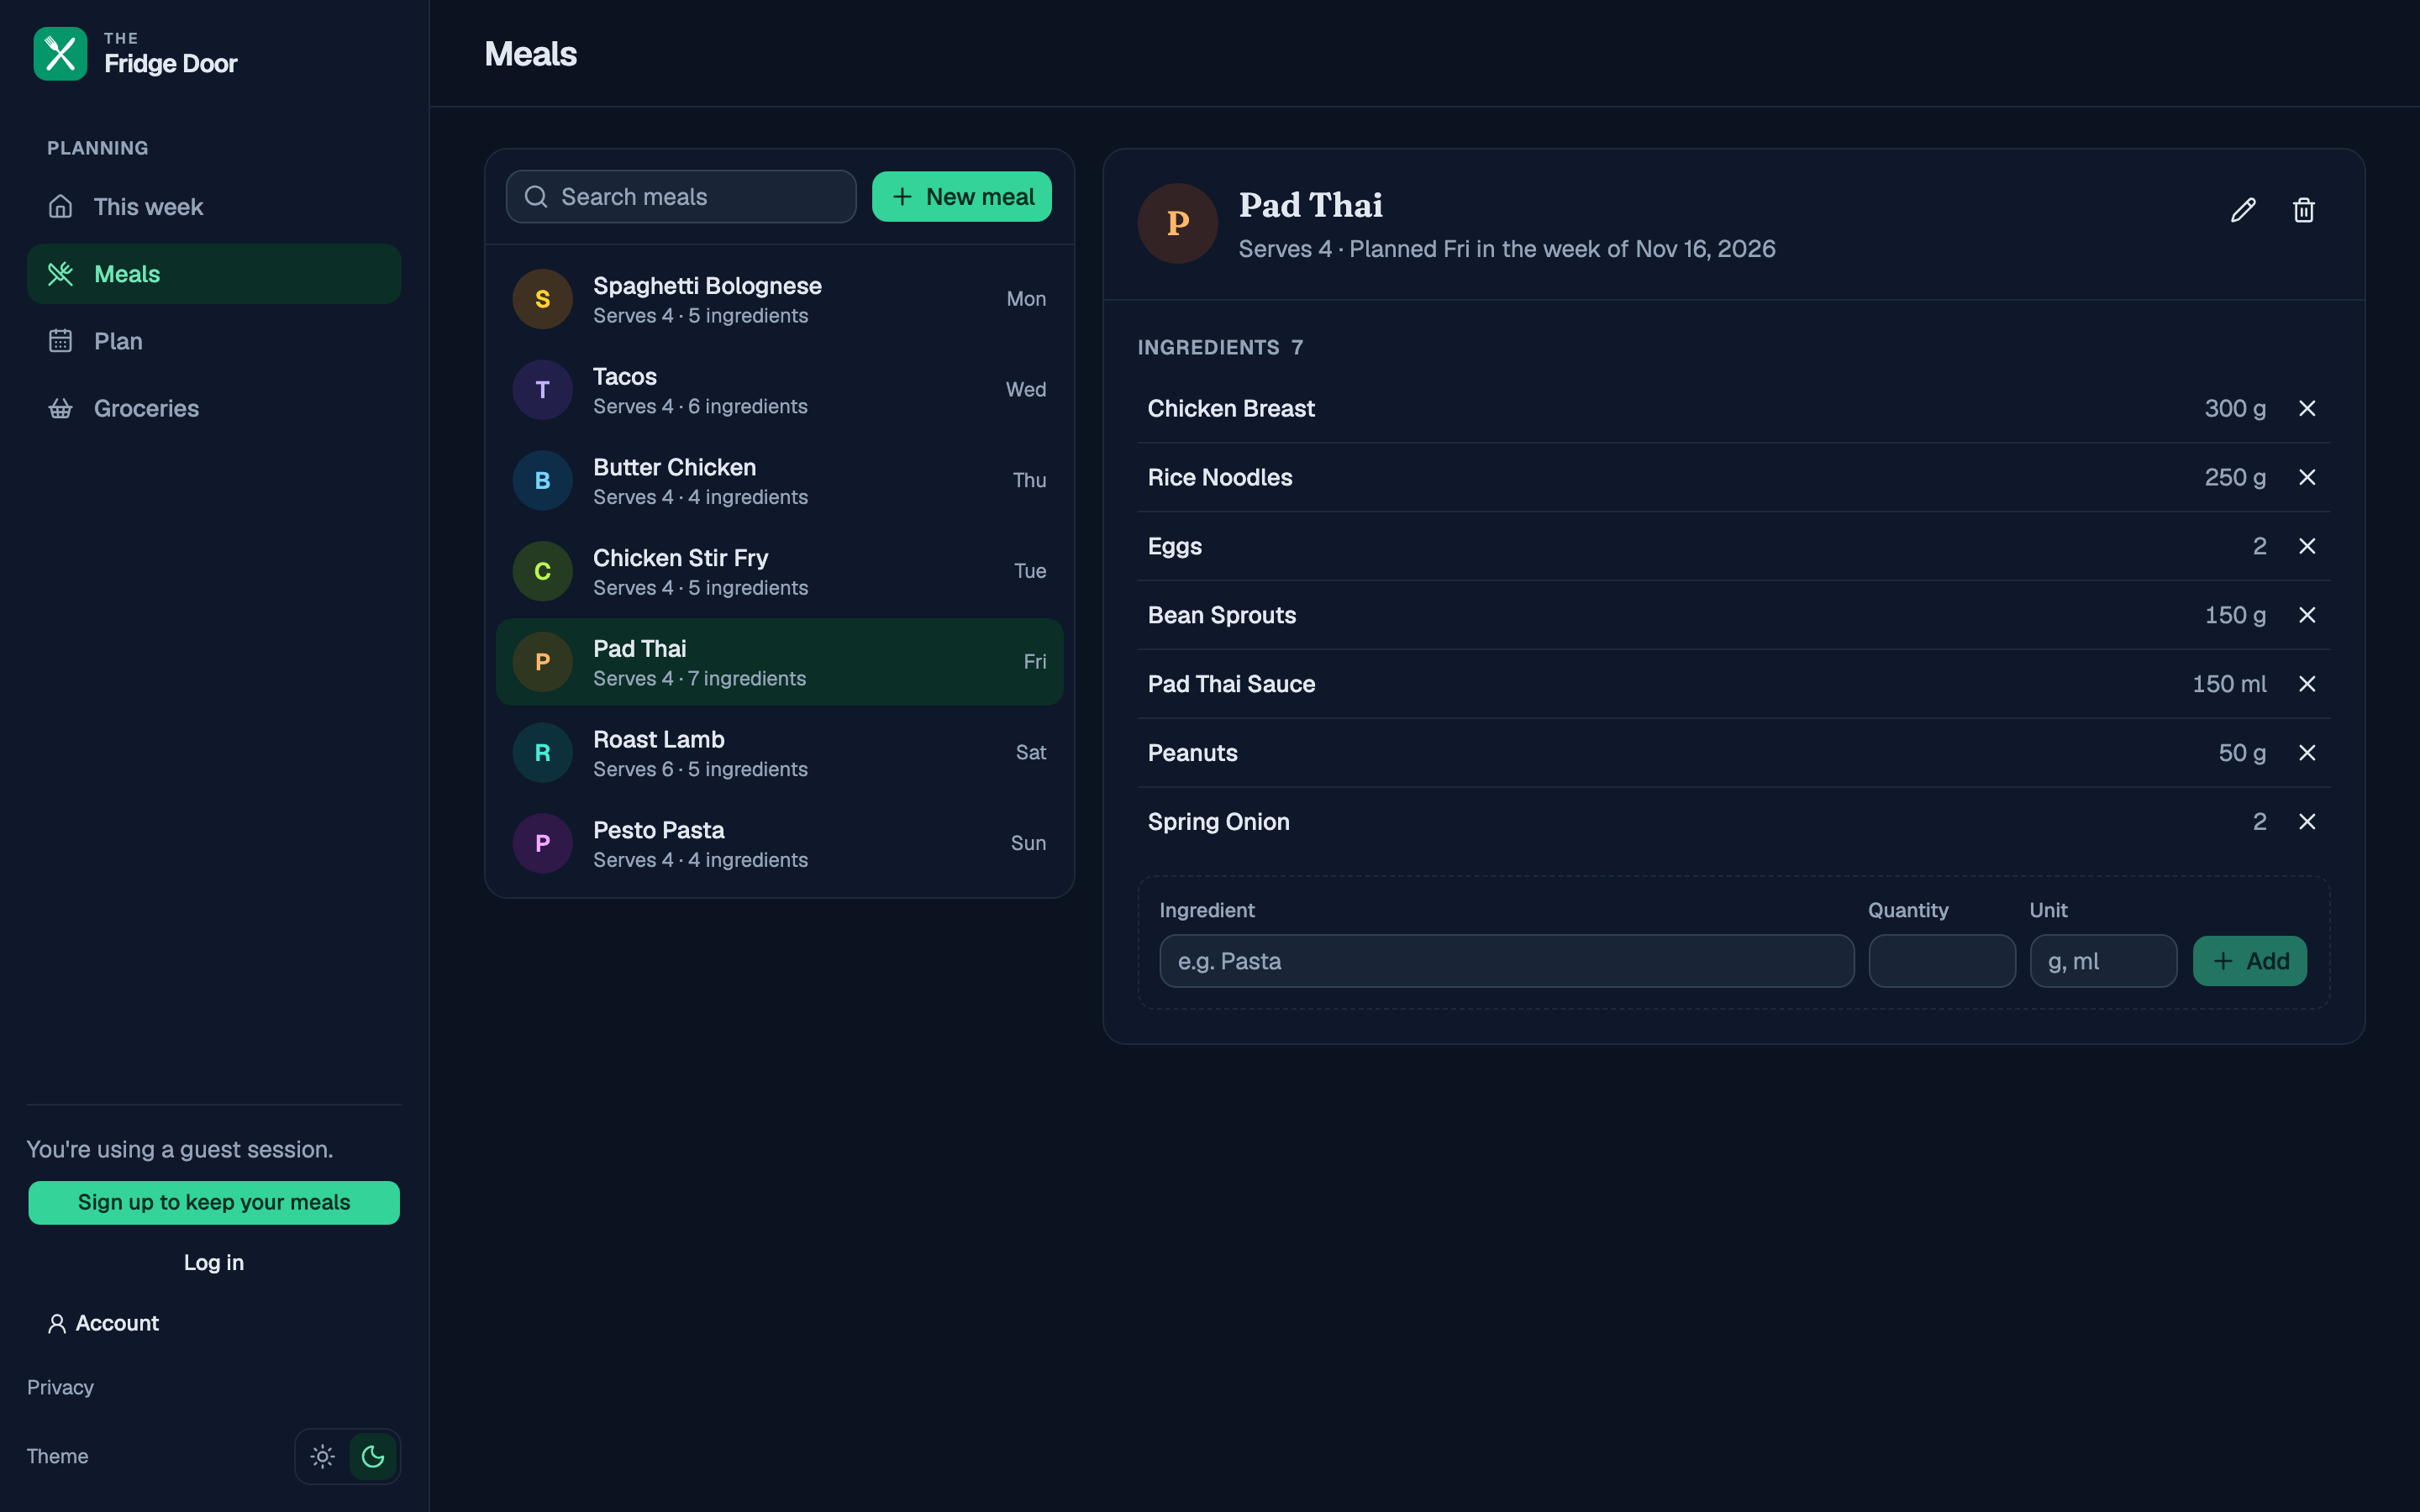 THE
Fridge Door
PLANNING
This week
Meals
Plan
Groceries
You're using a guest session.
Sign up to keep your meals
Log in
Account
Privacy
Theme
Meals
Search meals
New meal
S
Spaghetti Bolognese
Mon
Serves 4 · 5 ingredients
T
Tacos
Wed
Serves 4 · 6 ingredients
B
Butter Chicken
Thu
Serves 4 · 4 ingredients
C
Chicken Stir Fry
Tue
Serves 4 · 5 ingredients
P
Pad Thai
Fri
Serves 4 · 7 ingredients
R
Roast Lamb
Sat
Serves 6 · 5 ingredients
P
Pesto Pasta
Sun
Serves 4 · 4 ingredients
P
Pad Thai
Serves 4 · Planned Fri in the week of Nov 16, 2026
INGREDIENTS 7
Chicken Breast 300 g
Rice Noodles 250 g
Eggs 2
Bean Sprouts 150 g
Pad Thai Sauce 150 ml
Peanuts 50 g
Spring Onion 2
Ingredient Quantity Unit
e.g. Pasta g, ml Add